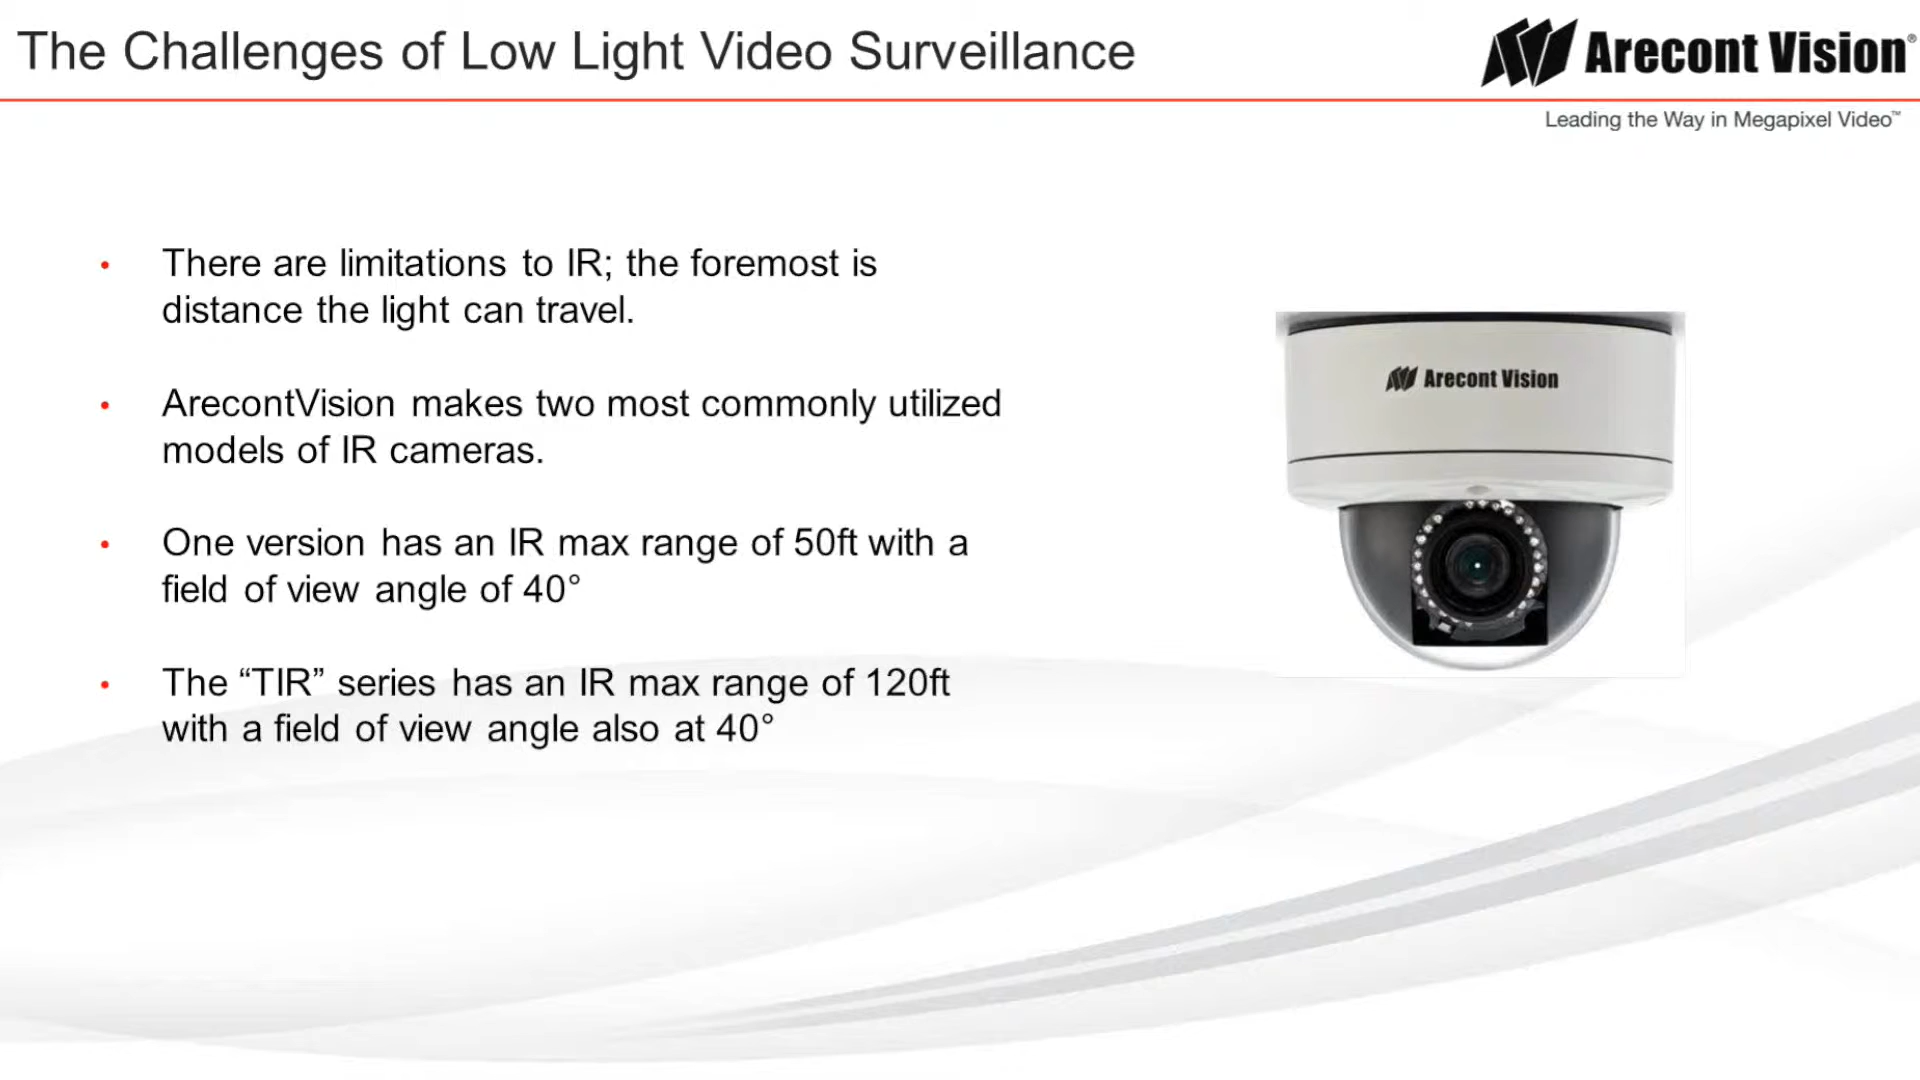 The Challenges of Low Light Video Surveillance
Arecont Vision®
Leading the Way in Megapixel Video™
• There are limitations to IR; the foremost is
distance the light can travel.
• ArecontVision makes two most commonly utilized
models of IR cameras.
• One version has an IR max range of 50ft with a
field of view angle of 40°
• The “TIR” series has an IR max range of 120ft
with a field of view angle also at 40°
Arecont Vision